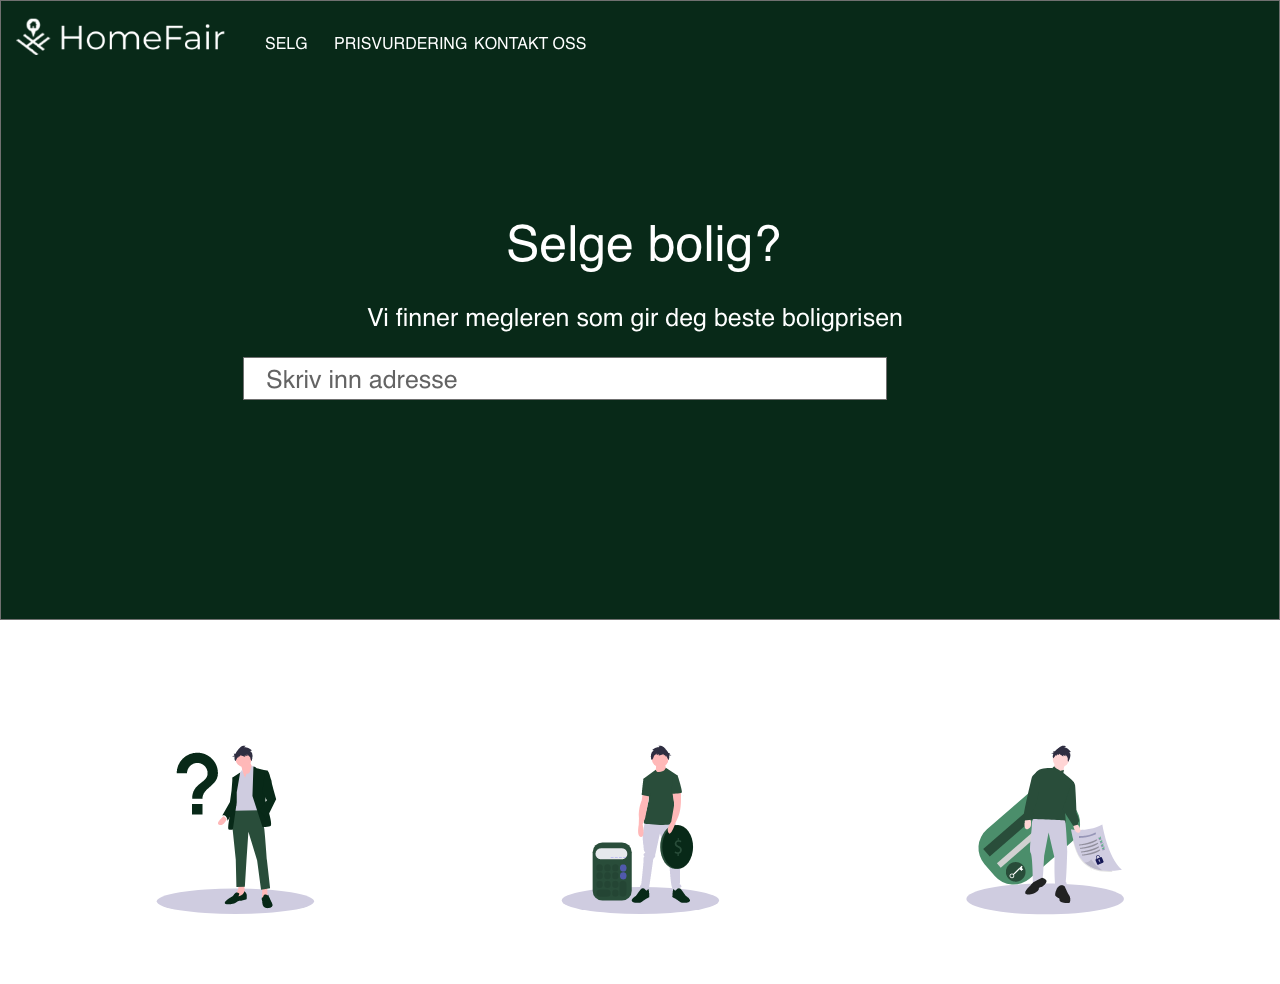 HomeFair
SELG PRISVURDERING KONTAKT OSS
Selge bolig?
Vi finner megleren som gir deg beste boligprisen
Skriv inn adresse
?
$